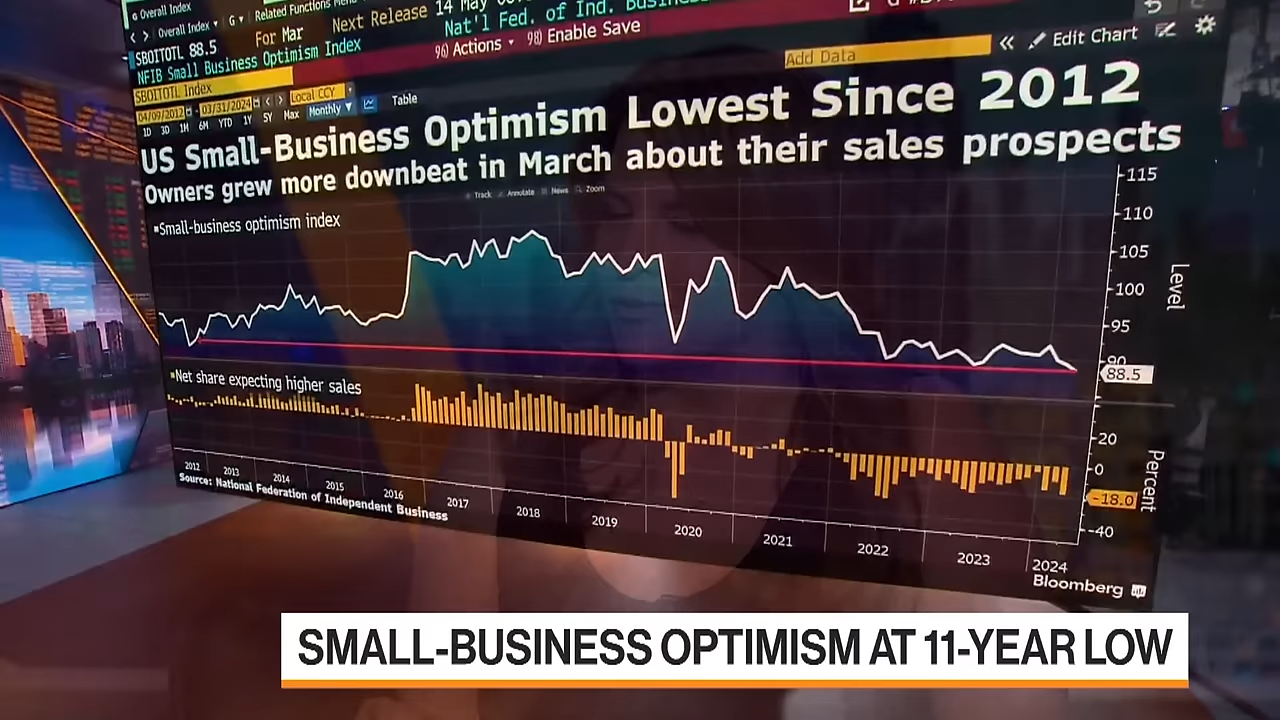 Overall Index
Overall Index
G
Related Functions Menu
SBOITOTL 88.5
For Mar
Next Release 14 May
NFIB Small Business Optimism Index
Nat'l Fed. of Ind. Business
SBOITOTL Index
96) Actions
98) Enable Save
Add Data
« Edit Chart
04/09/2012 - 03/31/2024
Local CCY
1D 3D 1M 6M YTD 1Y 5Y Max Monthly ▼ Table
US Small-Business Optimism Lowest Since 2012
Owners grew more downbeat in March about their sales prospects
Track Annotate News Zoom
Small-business optimism index
115
110
105
100
95
90
88.5
Level
Net share expecting higher sales
20
0
-18.0
-40
Percent
2012 2013 2014 2015 2016 2017 2018 2019 2020 2021 2022 2023 2024
Source: National Federation of Independent Business
Bloomberg
SMALL-BUSINESS OPTIMISM AT 11-YEAR LOW